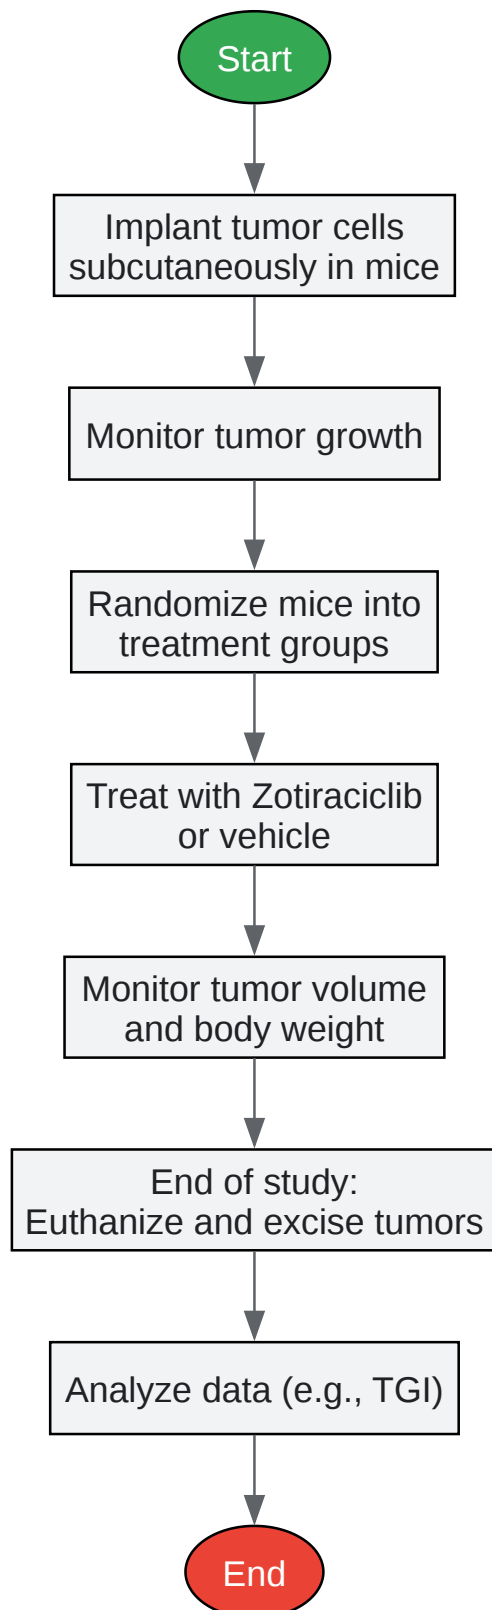 Start
Implant tumor cells
subcutaneously in mice
Monitor tumor growth
Randomize mice into
treatment groups
Treat with Zotiraciclib
or vehicle
Monitor tumor volume
and body weight
End of study:
Euthanize and excise tumors
Analyze data (e.g., TGI)
End